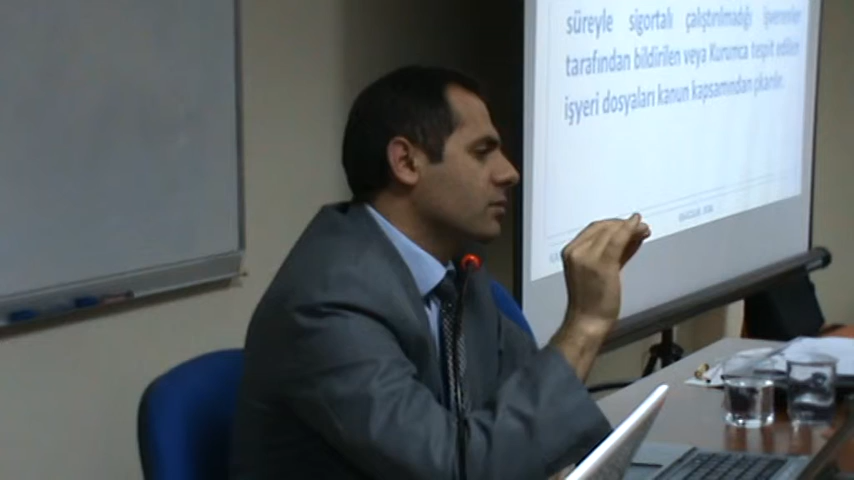 süreyle sigortalı çalıştırılmadığı işverenler
tarafından bildirilen veya Kurumca tespit edilen
işyeri dosyaları kanun kapsamından çıkarılır.